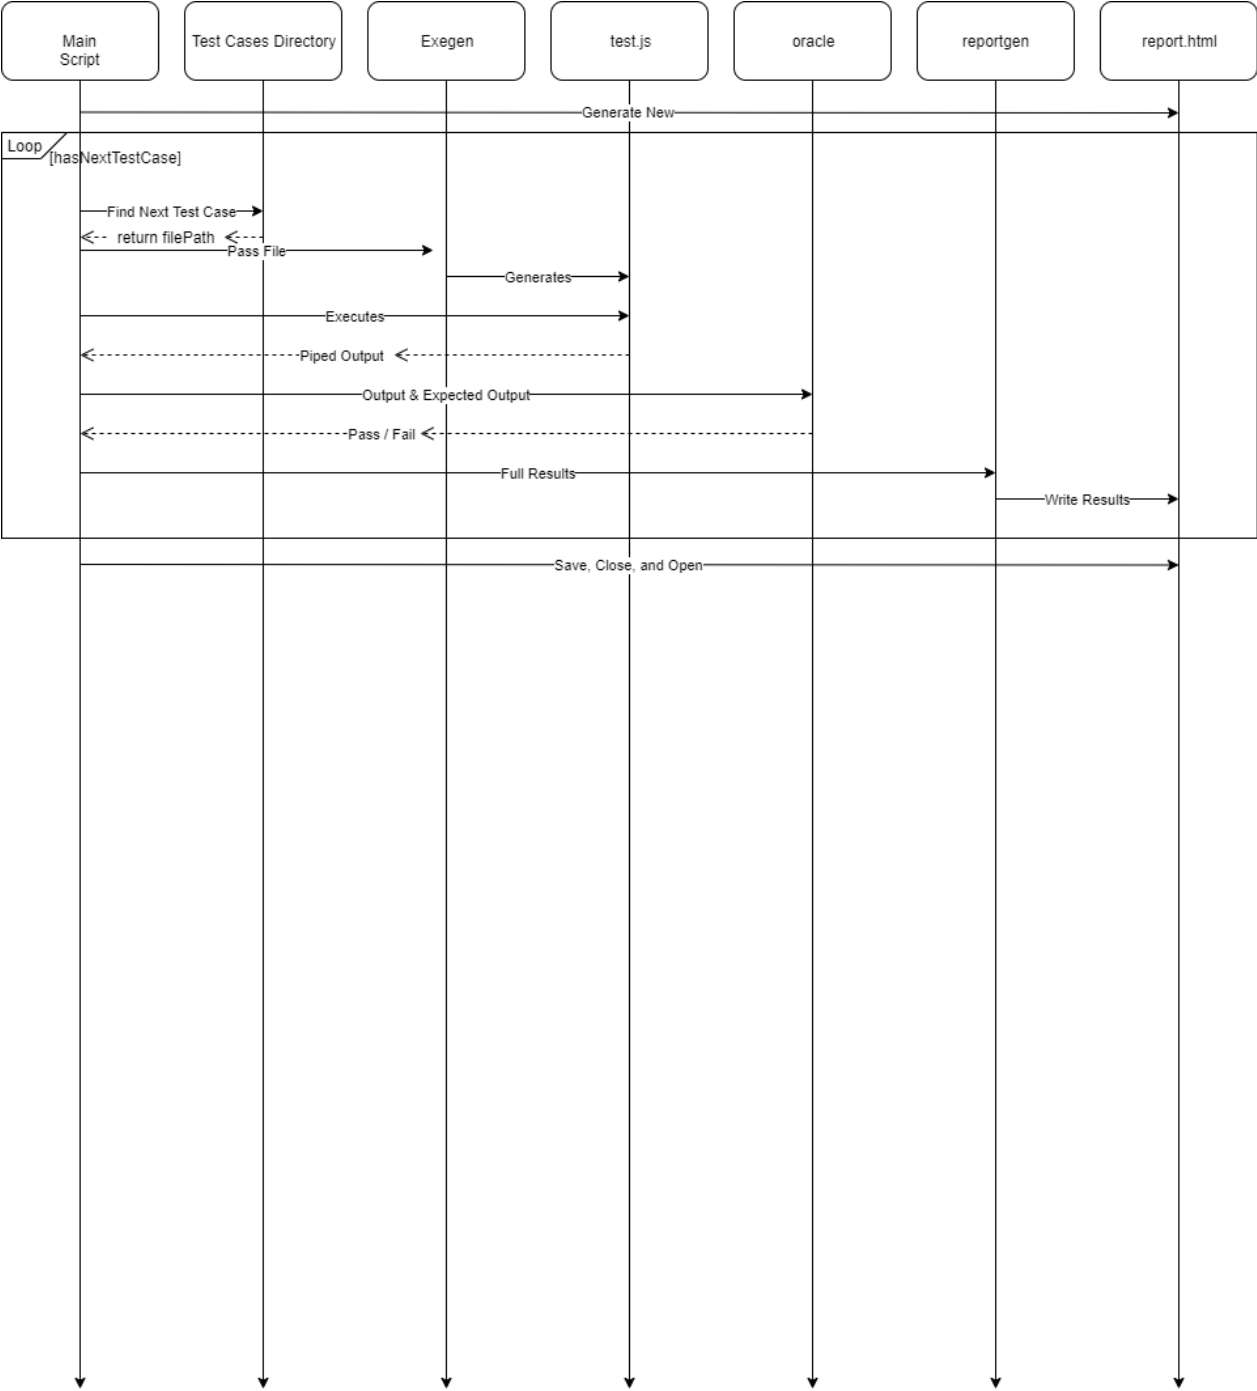 Main
Script
Test Cases Directory
Exegen
test.js
oracle
reportgen
report.html
Generate New
Loop
[hasNextTestCase]
Find Next Test Case
return filePath
Pass File
Generates
Executes
Piped Output
Output & Expected Output
Pass / Fail
Full Results
Write Results
Save, Close, and Open